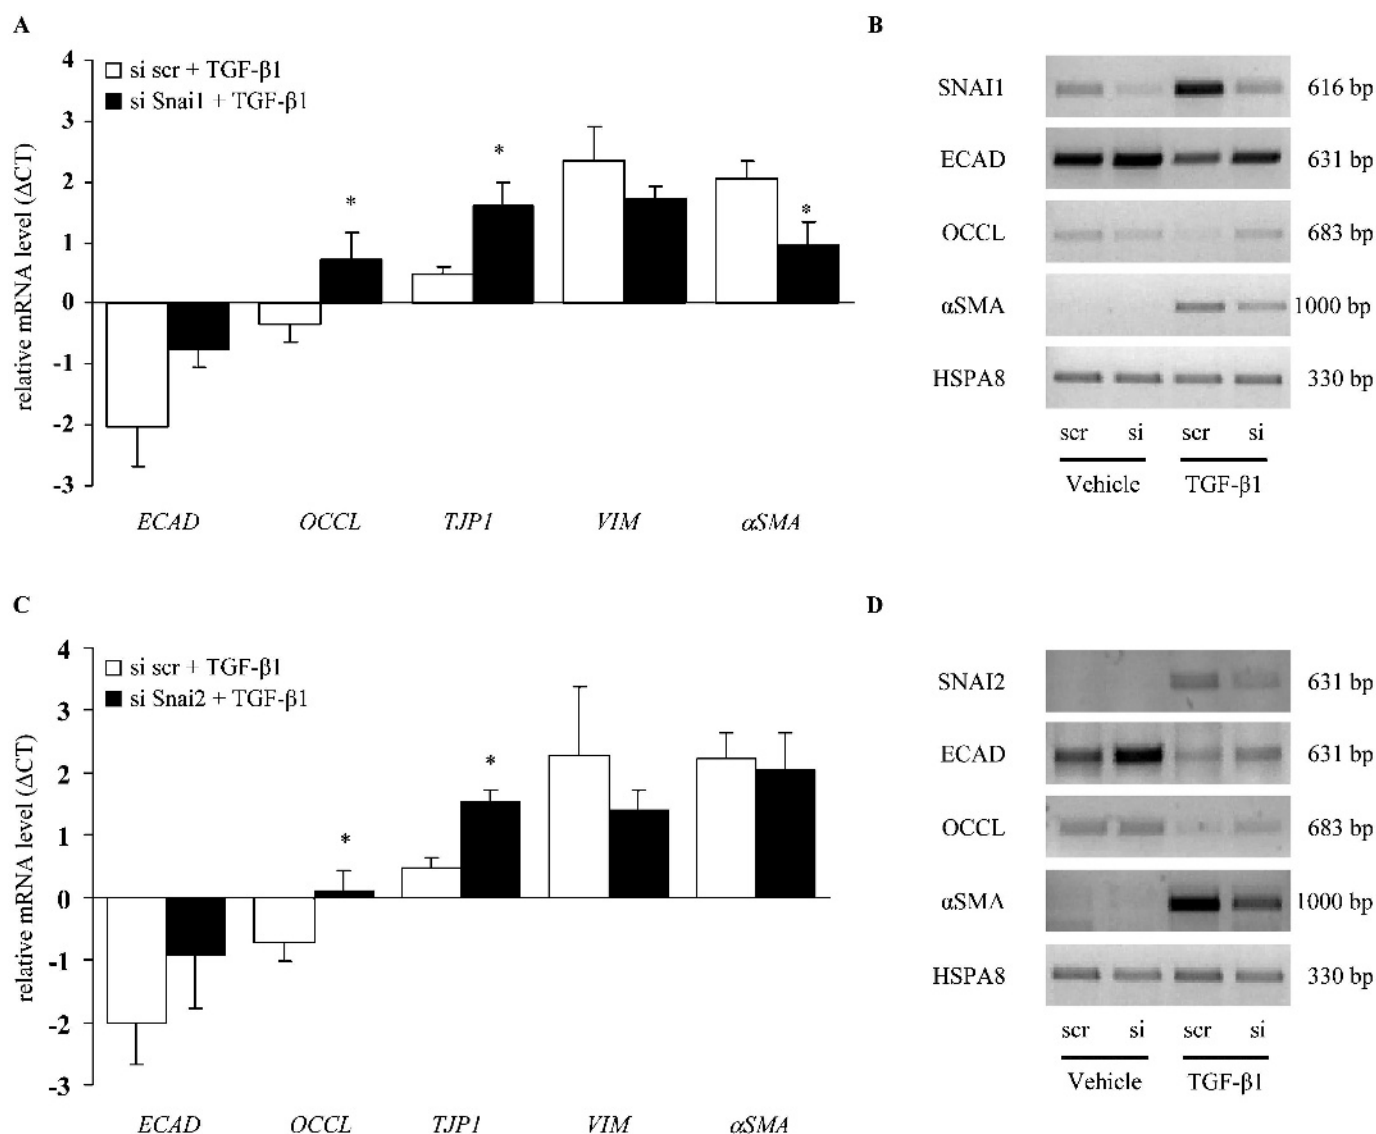 A
relative mRNA level (ΔCT)
4
3
2
1
0
-1
-2
-3
si scr + TGF-β1
si Snai1 + TGF-β1
*
*
*
ECAD OCCL TJP1 VIM αSMA
B
SNAI1 616 bp
ECAD 631 bp
OCCL 683 bp
αSMA 1000 bp
HSPA8 330 bp
scr si scr si
Vehicle TGF-β1
C
relative mRNA level (ΔCT)
4
3
2
1
0
-1
-2
-3
si scr + TGF-β1
si Snai2 + TGF-β1
*
*
ECAD OCCL TJP1 VIM αSMA
D
SNAI2 631 bp
ECAD 631 bp
OCCL 683 bp
αSMA 1000 bp
HSPA8 330 bp
scr si scr si
Vehicle TGF-β1